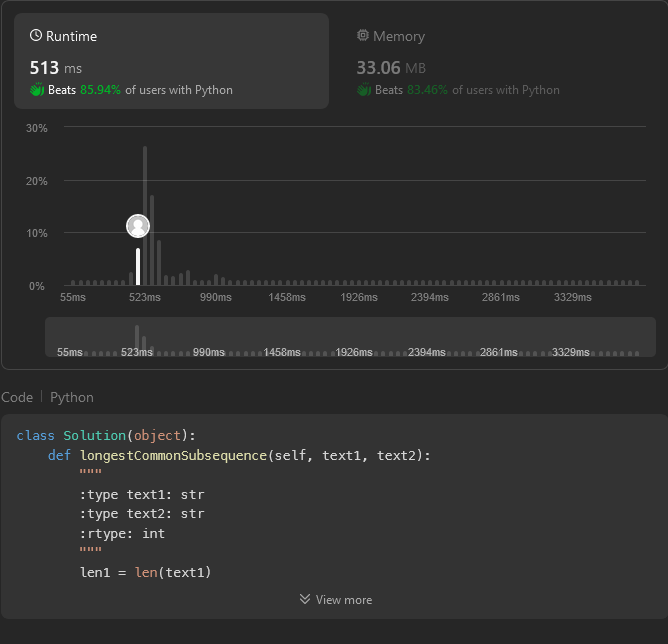 Runtime
Memory
513 ms
33.06 MB
Beats 85.94% of users with Python
Beats 83.46% of users with Python
30%
20%
10%
0%
55ms 523ms 990ms 1458ms 1926ms 2394ms 2861ms 3329ms
55ms 523ms 990ms 1458ms 1926ms 2394ms 2861ms 3329ms
Code | Python
class Solution(object):
    def longestCommonSubsequence(self, text1, text2):
        """
        :type text1: str
        :type text2: str
        :rtype: int
        """
        len1 = len(text1)
View more